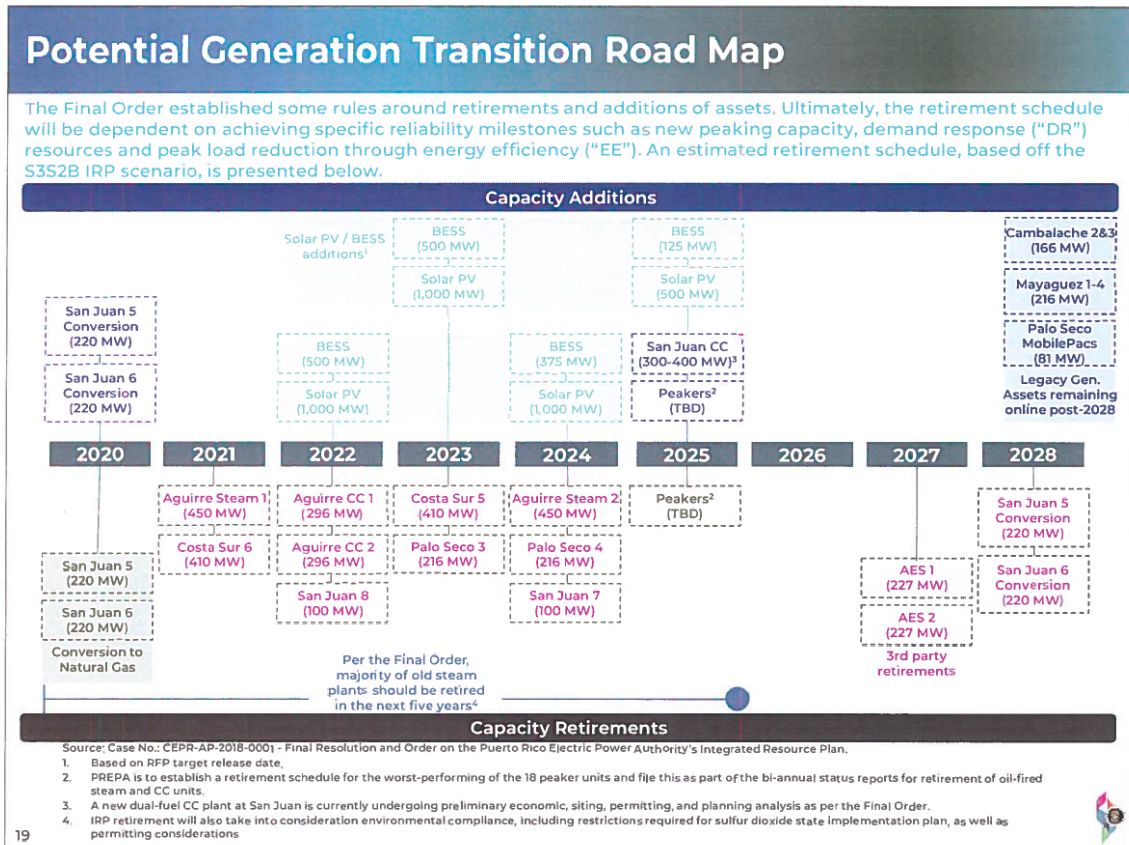 Potential Generation Transition Road Map
The Final Order established some rules around retirements and additions of assets. Ultimately, the retirement schedule
will be dependent on achieving specific reliability milestones such as new peaking capacity, demand response ("DR")
resources and peak load reduction through energy efficiency ("EE"). An estimated retirement schedule, based off the
S3S2B IRP scenario, is presented below.
Capacity Additions
San Juan 5
Conversion
(220 MW)
San Juan 6
Conversion
(220 MW)
Solar PV / BESS
additions¹
BESS
(500 MW)
Solar PV
(1,000 MW)
BESS
(500 MW)
Solar PV
(1,000 MW)
BESS
(375 MW)
Solar PV
(1,000 MW)
BESS
(125 MW)
Solar PV
(500 MW)
San Juan CC
(300-400 MW)³
Peakers²
(TBD)
Cambalache 2&3
(166 MW)
Mayaguez 1-4
(216 MW)
Palo Seco
MobilePacs
(81 MW)
Legacy Gen.
Assets remaining
online post-2028
2020 2021 2022 2023 2024 2025 2026 2027 2028
San Juan 5
(220 MW)
San Juan 6
(220 MW)
Conversion to
Natural Gas
Aguirre Steam 1
(450 MW)
Costa Sur 6
(410 MW)
Aguirre CC 1
(296 MW)
Aguirre CC 2
(296 MW)
San Juan 8
(100 MW)
Costa Sur 5
(410 MW)
Palo Seco 3
(216 MW)
Aguirre Steam 2
(450 MW)
Palo Seco 4
(216 MW)
San Juan 7
(100 MW)
Peakers²
(TBD)
AES 1
(227 MW)
AES 2
(227 MW)
3rd party
retirements
San Juan 5
Conversion
(220 MW)
San Juan 6
Conversion
(220 MW)
Per the Final Order,
majority of old steam
plants should be retired
in the next five years⁴
Capacity Retirements
Source: Case No.: CEPR-AP-2018-0001 - Final Resolution and Order on the Puerto Rico Electric Power Authority's Integrated Resource Plan.
1. Based on RFP target release date.
2. PREPA is to establish a retirement schedule for the worst-performing of the 18 peaker units and file this as part of the bi-annual status reports for retirement of oil-fired
steam and CC units.
3. A new dual-fuel CC plant at San Juan is currently undergoing preliminary economic, siting, permitting, and planning analysis as per the Final Order.
4. IRP retirement will also take into consideration environmental compliance, including restrictions required for sulfur dioxide state implementation plan, as well as
permitting considerations
19